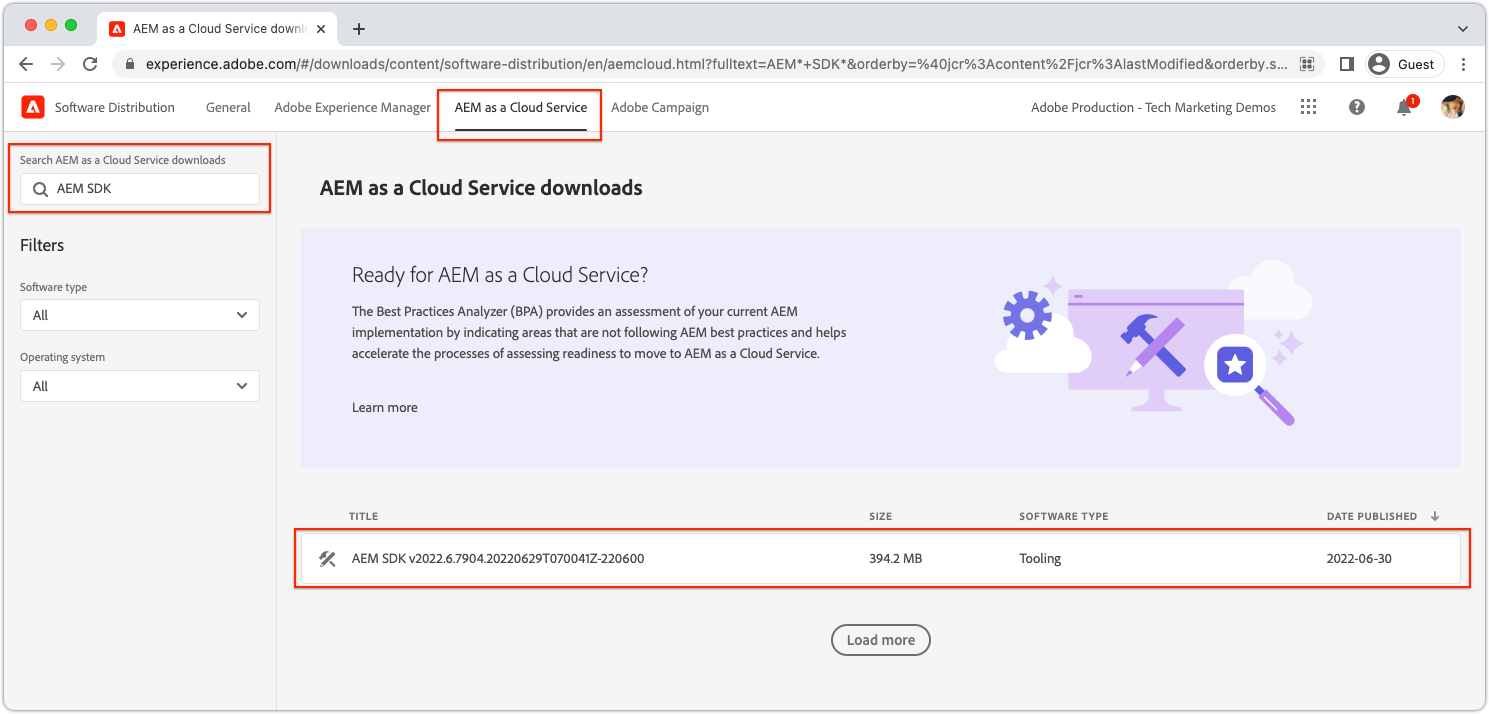 AEM as a Cloud Service downl
experience.adobe.com/#/downloads/content/software-distribution/en/aemcloud.html?fulltext=AEM*+SDK*&orderby=%40jcr%3Acontent%2Fjcr%3AlastModified&orderby.s...
Guest
Software Distribution
General
Adobe Experience Manager
AEM as a Cloud Service
Adobe Campaign
Adobe Production - Tech Marketing Demos
1
Search AEM as a Cloud Service downloads
AEM SDK
Filters
Software type
All
Operating system
All
AEM as a Cloud Service downloads
Ready for AEM as a Cloud Service?
The Best Practices Analyzer (BPA) provides an assessment of your current AEM
implementation by indicating areas that are not following AEM best practices and helps
accelerate the processes of assessing readiness to move to AEM as a Cloud Service.
Learn more
TITLE SIZE SOFTWARE TYPE DATE PUBLISHED
AEM SDK v2022.6.7904.20220629T070041Z-220600 394.2 MB Tooling 2022-06-30
Load more